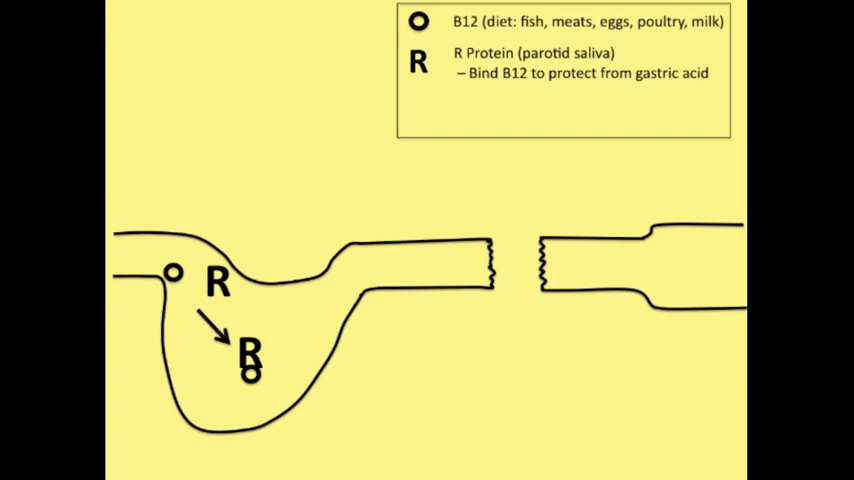 B12 (diet: fish, meats, eggs, poultry, milk)
R
R Protein (parotid saliva)
– Bind B12 to protect from gastric acid
R
R